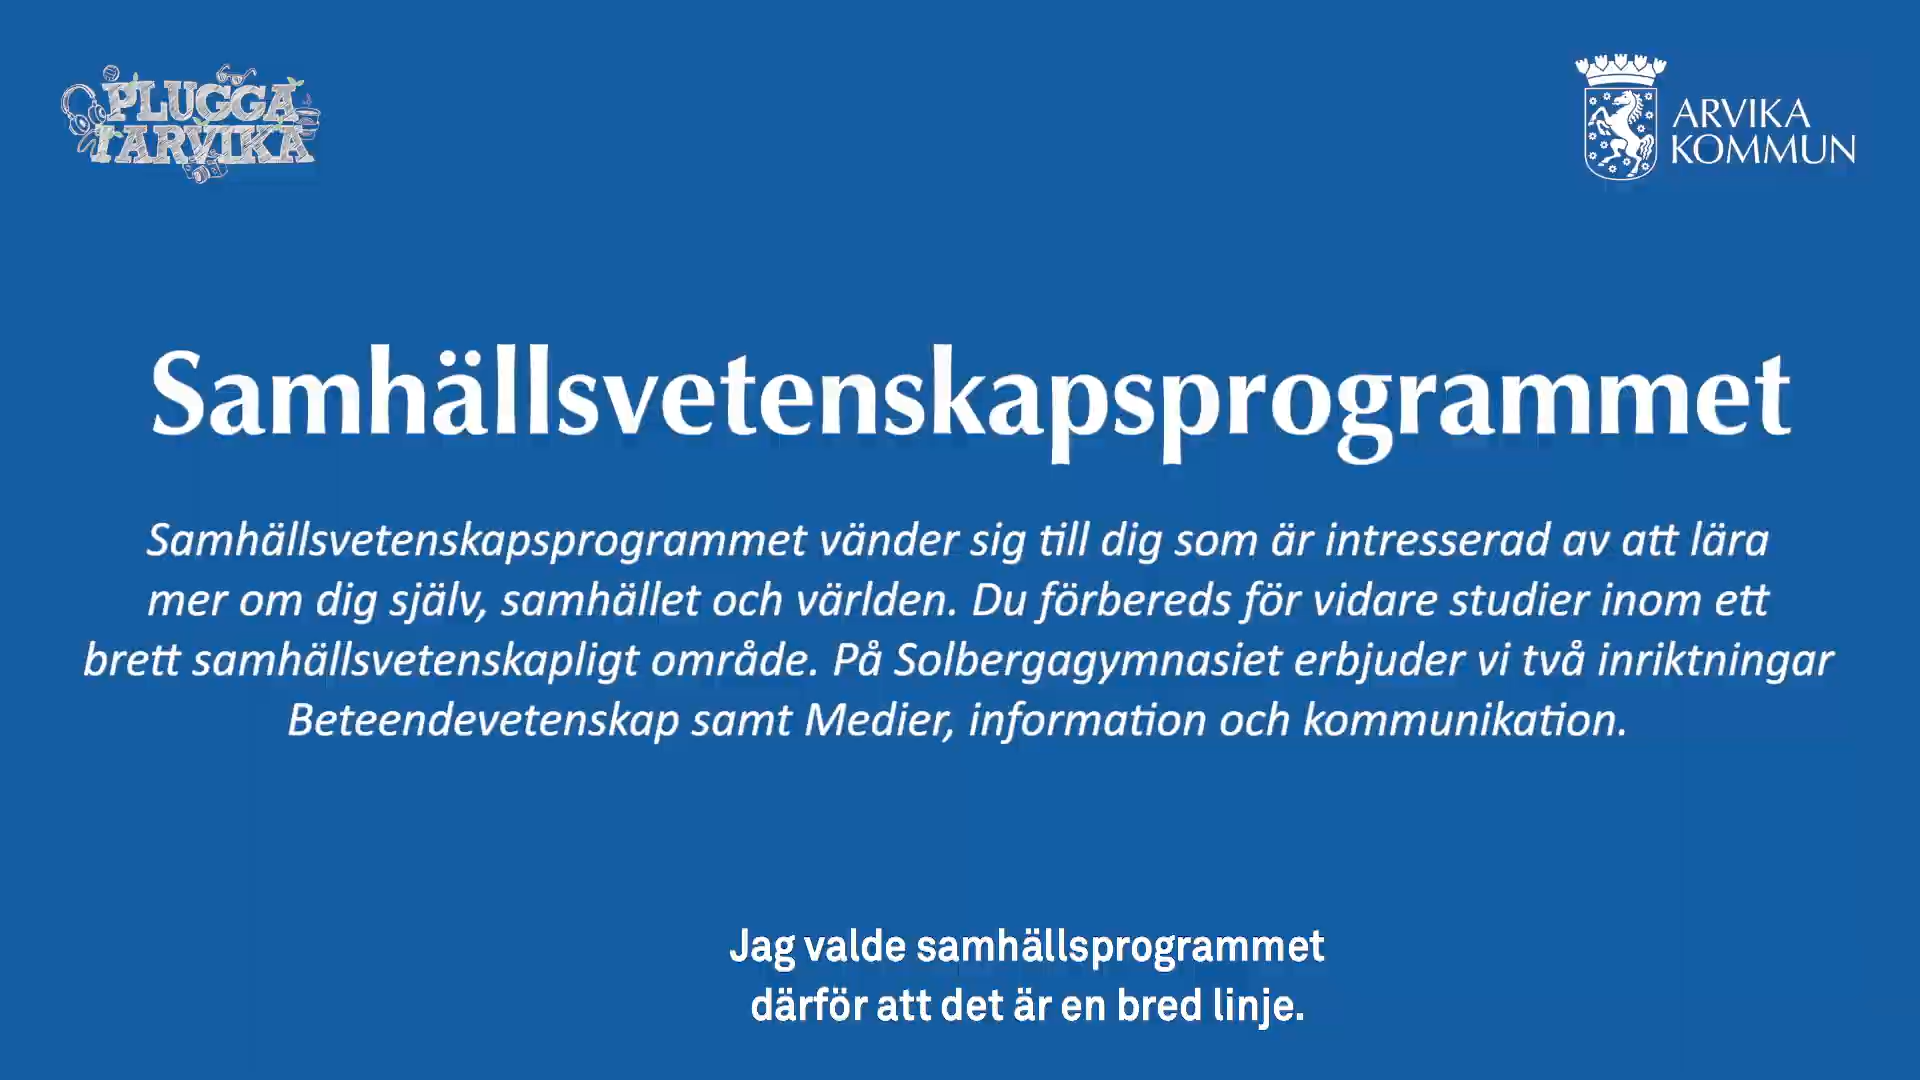 PLUGGA
I ARVIKA
ARVIKA
KOMMUN
Samhällsvetenskapsprogrammet
Samhällsvetenskapsprogrammet vänder sig till dig som är intresserad av att lära
mer om dig själv, samhället och världen. Du förbereds för vidare studier inom ett
brett samhällsvetenskapligt område. På Solbergagymnasiet erbjuder vi två inriktningar
Beteendevetenskap samt Medier, information och kommunikation.
Jag valde samhällsprogrammet
därför att det är en bred linje.